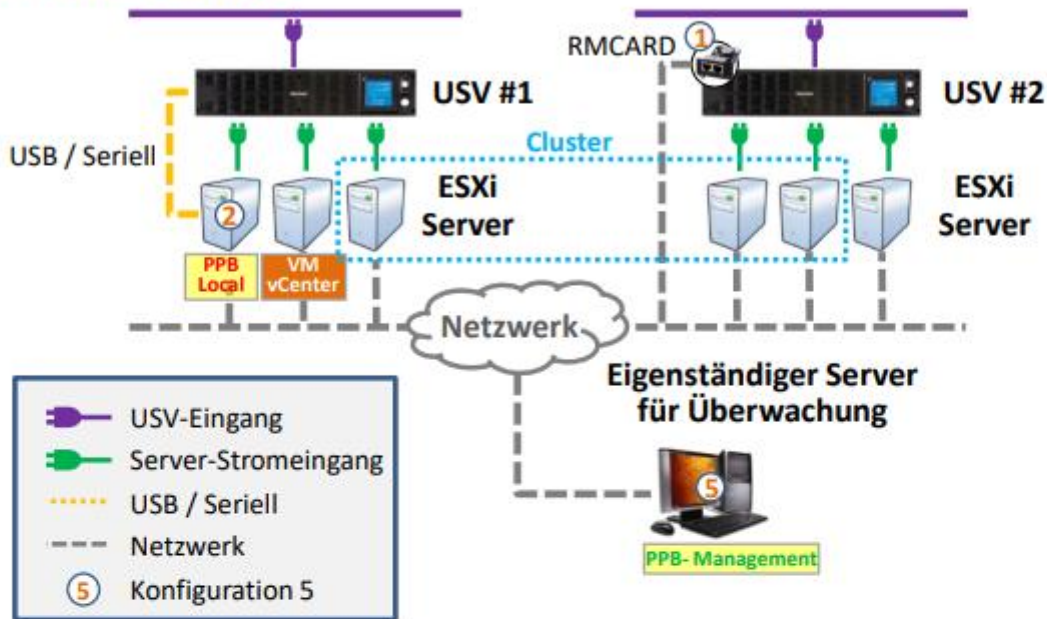 RMCARD
1
USV #1
USV #2
USB / Seriell
Cluster
2
ESXi
Server
ESXi
Server
PPB
Local
VM
vCenter
Netzwerk
Eigenständiger Server
für Überwachung
5
PPB- Management
USV-Eingang
Server-Stromeingang
USB / Seriell
Netzwerk
5 Konfiguration 5